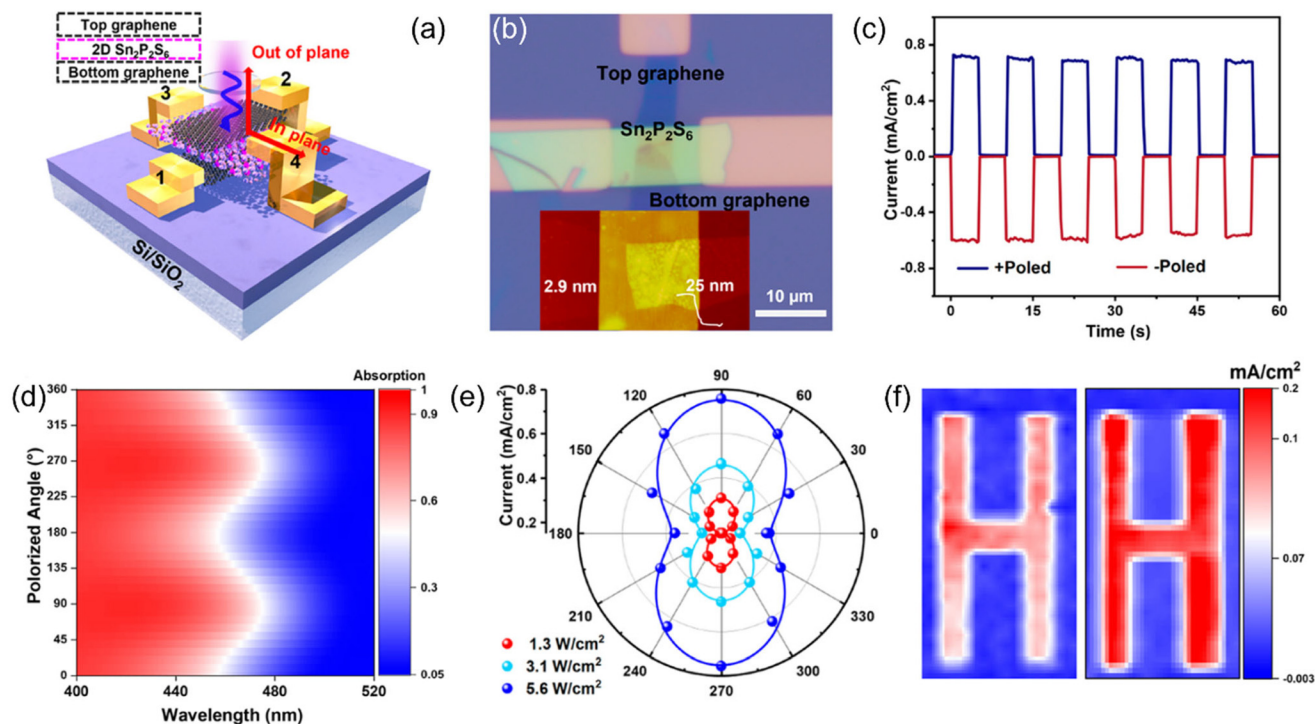 (a)
Top graphene
2D Sn₂P₂S₆
Bottom graphene
Out of plane
In plane
1
2
3
4
Si/SiO₂
(b)
Top graphene
Sn₂P₂S₆
Bottom graphene
2.9 nm
25 nm
10 μm
(c)
Current (mA/cm²)
0.8
0.4
0.0
-0.4
-0.8
+Poled
-Poled
0 15 30 45 60
Time (s)
(d)
Absorption
Polorized Angle (°)
360
315
270
225
180
135
90
45
0
400 440 480 520
Wavelength (nm)
1
0.9
0.6
0.3
0.05
(e)
Current (mA/cm²)
0.8
0.6
0.4
0.2
90
120 60
150 30
180 0
210 330
240 300
270
1.3 W/cm²
3.1 W/cm²
5.6 W/cm²
(f)
mA/cm²
0.2
0.1
0.07
-0.003
H H